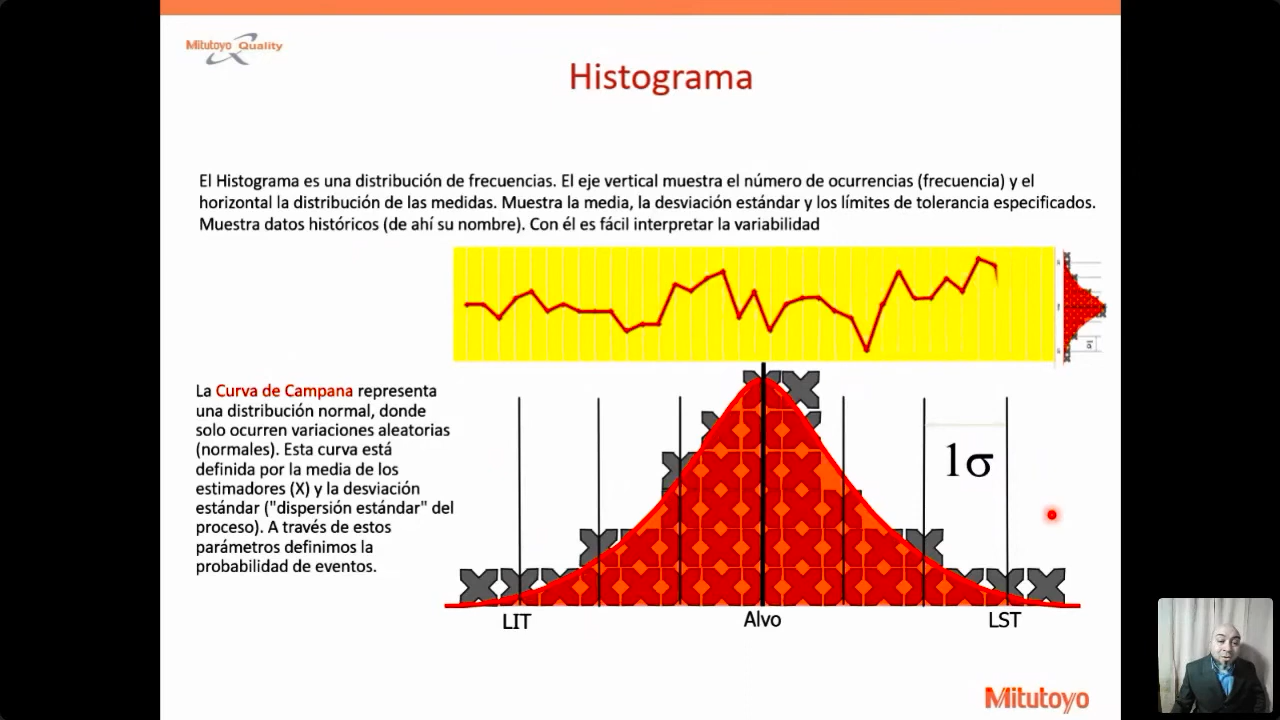 Mitutoyo Quality
Histograma
El Histograma es una distribución de frecuencias. El eje vertical muestra el número de ocurrencias (frecuencia) y el
horizontal la distribución de las medidas. Muestra la media, la desviación estándar y los límites de tolerancia especificados.
Muestra datos históricos (de ahí su nombre). Con él es fácil interpretar la variabilidad
La Curva de Campana representa
una distribución normal, donde
solo ocurren variaciones aleatorias
(normales). Esta curva está
definida por la media de los
estimadores (X) y la desviación
estándar ("dispersión estándar" del
proceso). A través de estos
parámetros definimos la
probabilidad de eventos.
1σ
LIT Alvo LST
Mitutoyo